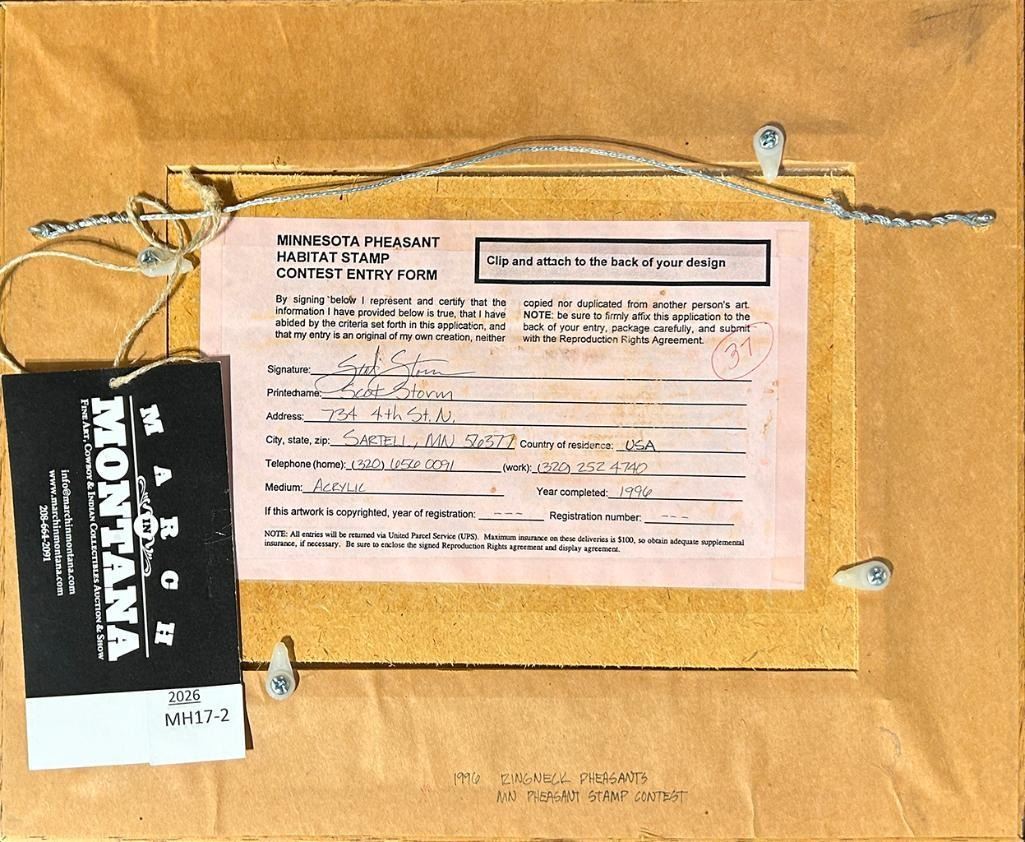 MINNESOTA PHEASANT
HABITAT STAMP
CONTEST ENTRY FORM
Clip and attach to the back of your design
By signing below I represent and certify that the
information I have provided below is true, that I have
abided by the criteria set forth in this application, and
that my entry is an original of my own creation, neither
copied nor duplicated from another person's art.
NOTE: be sure to firmly affix this application to the
back of your entry, package carefully, and submit
with the Reproduction Rights Agreement.
37
Signature: Scot Storm
Printed name: Scot Storm
Address: 734 4th St. N.
City, state, zip: SARTELL, MN 56377 Country of residence: USA
Telephone (home): (320) 656 0091 (work): (320) 252 4740
Medium: ACRYLIC Year completed: 1996
If this artwork is copyrighted, year of registration: --- Registration number: ---
NOTE: All entries will be returned via United Parcel Service (UPS). Maximum insurance on these deliveries is $100, so obtain adequate supplemental
insurance, if necessary. Be sure to enclose the signed Reproduction Rights agreement and display agreement.
MARCH
IN
MONTANA
FINE ART, COWBOY & INDIAN COLLECTIBLES AUCTION & SHOW
info@marchinmontana.com
www.marchinmontana.com
208-664-2091
2026
MH17-2
1996 RINGNECK PHEASANTS
MN PHEASANT STAMP CONTEST